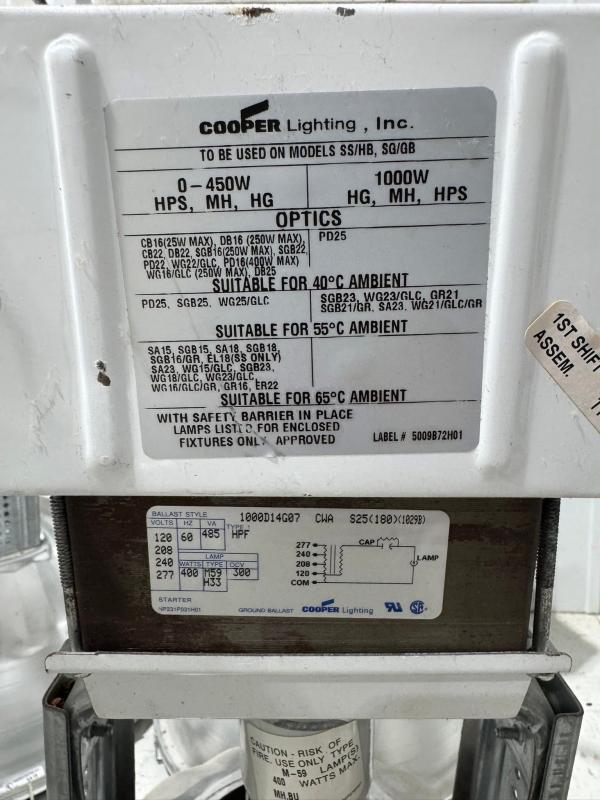 COOPER Lighting, Inc.
TO BE USED ON MODELS SS/HB, SG/GB
0-450W
HPS, MH, HG
1000W
HG, MH, HPS
OPTICS
CB16(25W MAX), DB16 (250W MAX),
CB22, DB22, SGB16(250W MAX), SGB22,
PD22, WG22/GLC, PD16(400W MAX)
WG16/GLC (250W MAX), DB25
PD25
SUITABLE FOR 40°C AMBIENT
PD25, SGB25, WG25/GLC
SGB23, WG23/GLC, GR21
SGB21/GR, SA23, WG21/GLC/GR
SUITABLE FOR 55°C AMBIENT
SA15, SGB15, SA18, SGB18,
SGB16/GR, EL18(SS ONLY)
SA23, WG15/GLC, SGB23,
WG18/GLC, WG23/GLC,
WG16/GLC/GR, GR16, ER22
SUITABLE FOR 65°C AMBIENT
WITH SAFETY BARRIER IN PLACE
LAMPS LISTED FOR ENCLOSED
FIXTURES ONLY APPROVED
LABEL # 5009B72H01
1ST SHIFT
ASSEM.
BALLAST STYLE 1000D14G07 CWA S25(180)(1029B)
VOLTS HZ VA TYPE 1
120 60 485 HPF
208
240
277
LAMP
WATTS TYPE OCV
400 M59 300
H33
STARTER
GROUND BALLAST COOPER Lighting
277
240
208
120
COM
CAP
LAMP
UL SA
CAUTION - RISK OF
FIRE. USE ONLY TYPE
M-59 LAMP(S)
400 WATTS MAX.
MH.BU